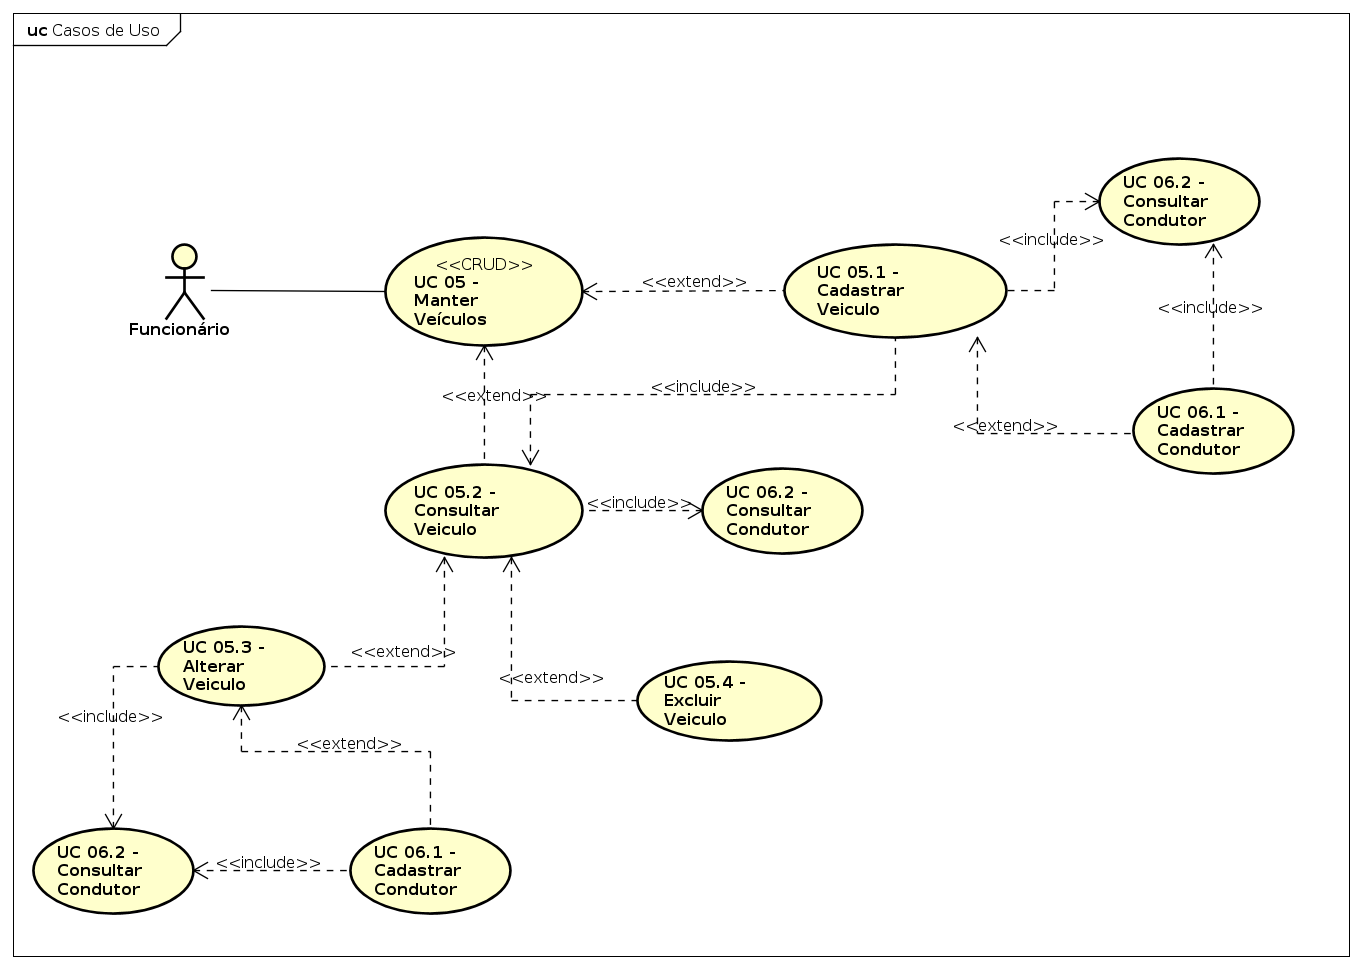 uc Casos de Uso
UC 06.2 -
Consultar
Condutor
<<include>>
<<CRUD>>
UC 05 -
Manter
Veículos
<<extend>>
UC 05.1 -
Cadastrar
Veiculo
<<include>>
Funcionário
<<extend>>
<<include>>
UC 06.1 -
Cadastrar
Condutor
<<extend>>
UC 05.2 -
Consultar
Veiculo
<<include>>
UC 06.2 -
Consultar
Condutor
UC 05.3 -
Alterar
Veiculo
<<extend>>
<<extend>>
UC 05.4 -
Excluir
Veiculo
<<include>>
<<extend>>
UC 06.2 -
Consultar
Condutor
<<include>>
UC 06.1 -
Cadastrar
Condutor